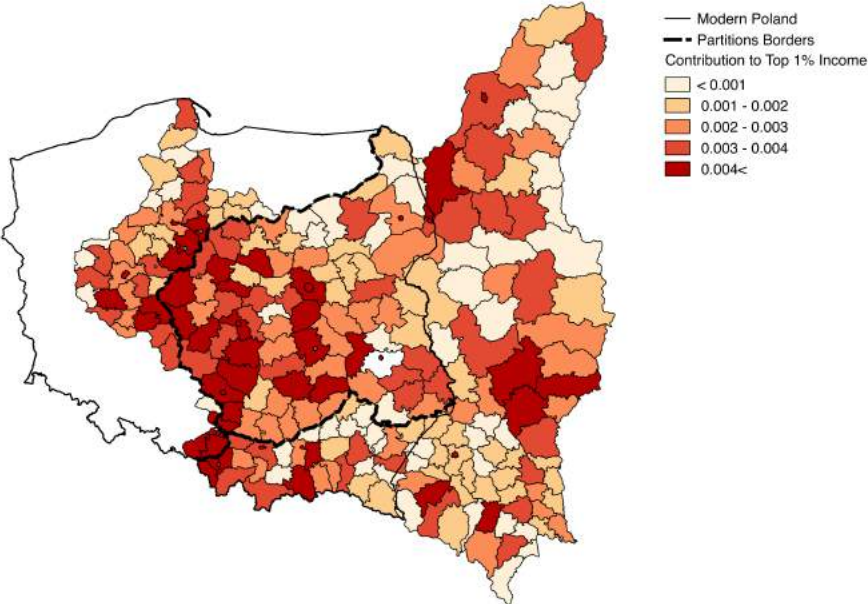 Modern Poland
Partitions Borders
Contribution to Top 1% Income
< 0.001
0.001 - 0.002
0.002 - 0.003
0.003 - 0.004
0.004<